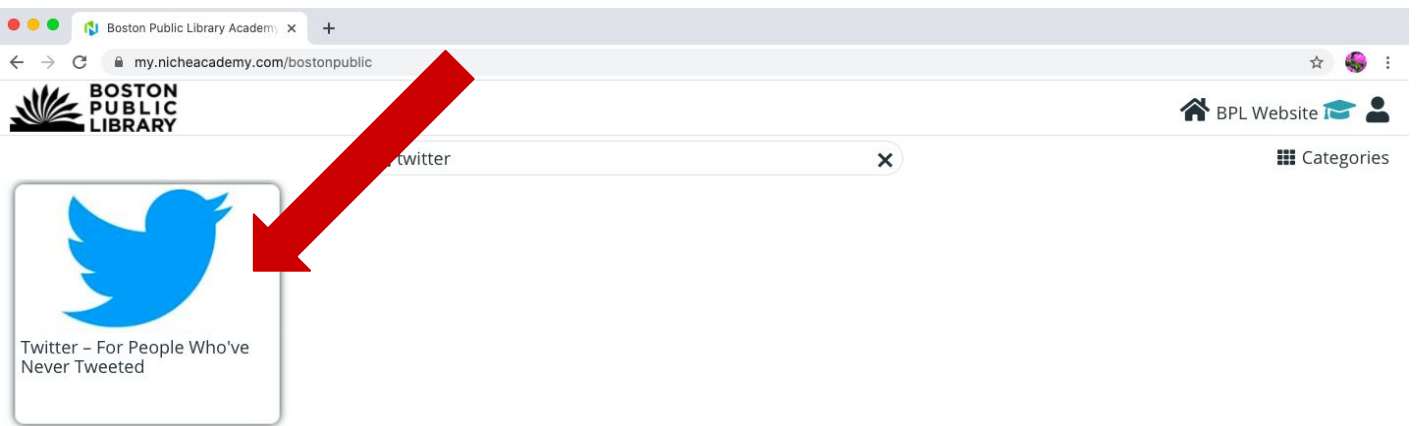 Boston Public Library Academy
my.nicheacademy.com/bostonpublic
BOSTON
PUBLIC
LIBRARY
BPL Website
twitter
Categories
Twitter – For People Who've
Never Tweeted